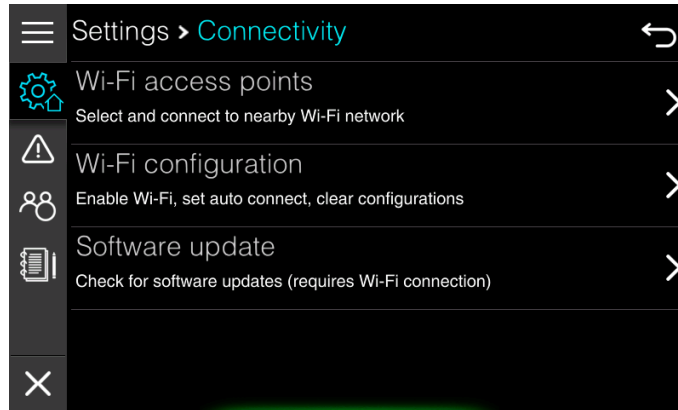 Settings > Connectivity
Wi-Fi access points
Select and connect to nearby Wi-Fi network
Wi-Fi configuration
Enable Wi-Fi, set auto connect, clear configurations
Software update
Check for software updates (requires Wi-Fi connection)